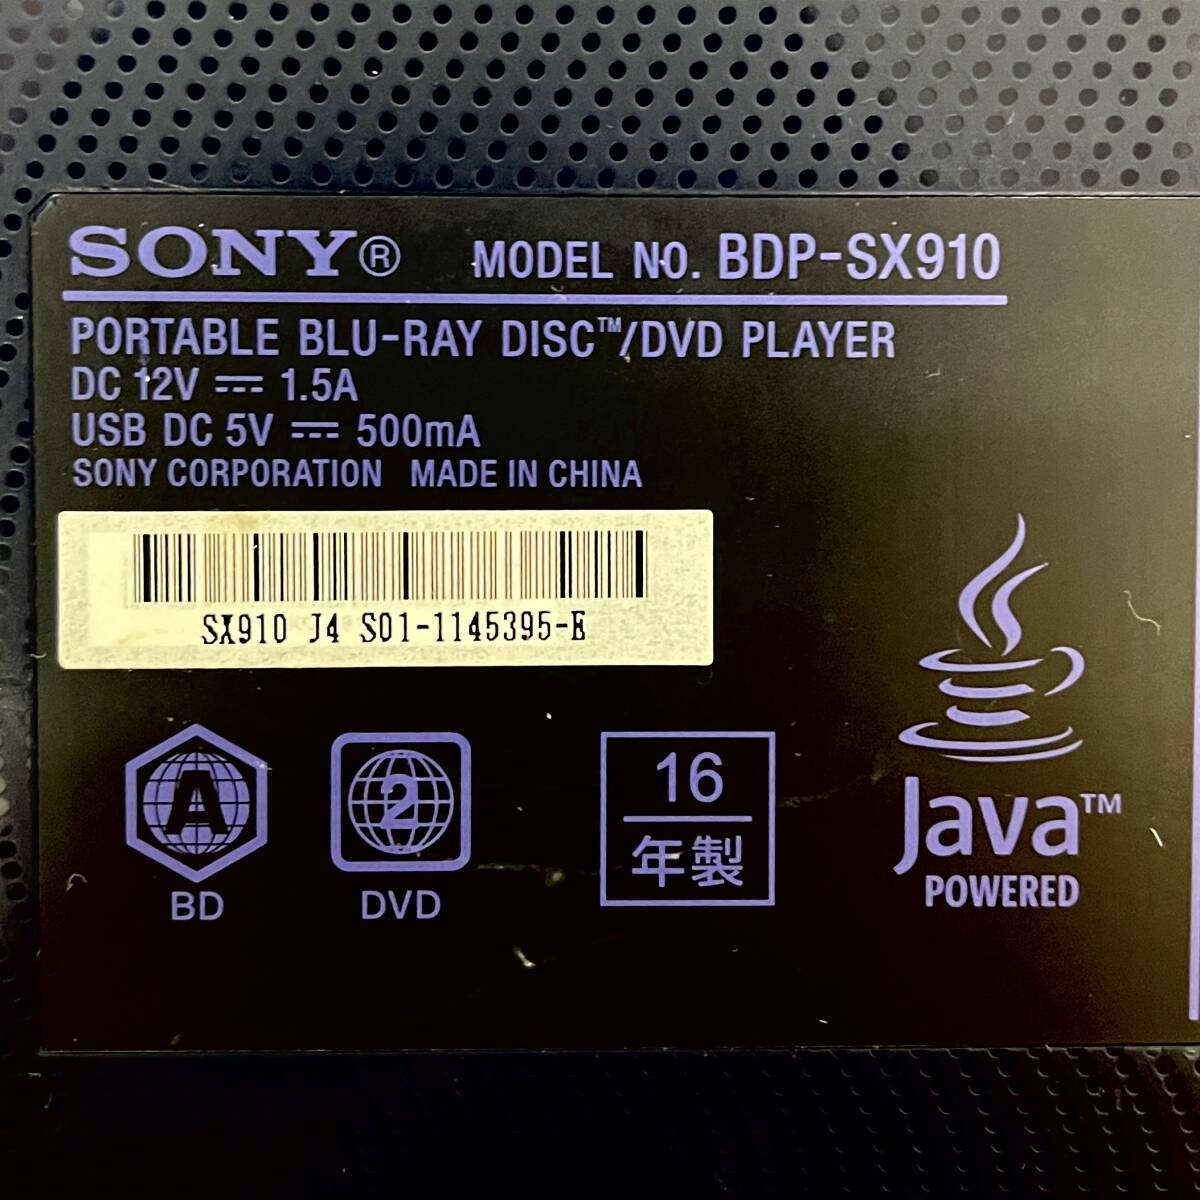 SONY® MODEL NO. BDP-SX910
PORTABLE BLU-RAY DISC™/DVD PLAYER
DC 12V ⎓ 1.5A
USB DC 5V ⎓ 500mA
SONY CORPORATION MADE IN CHINA
SX910 J4 S01-1145395-E
A
BD
2
DVD
16
年製
Java™
POWERED